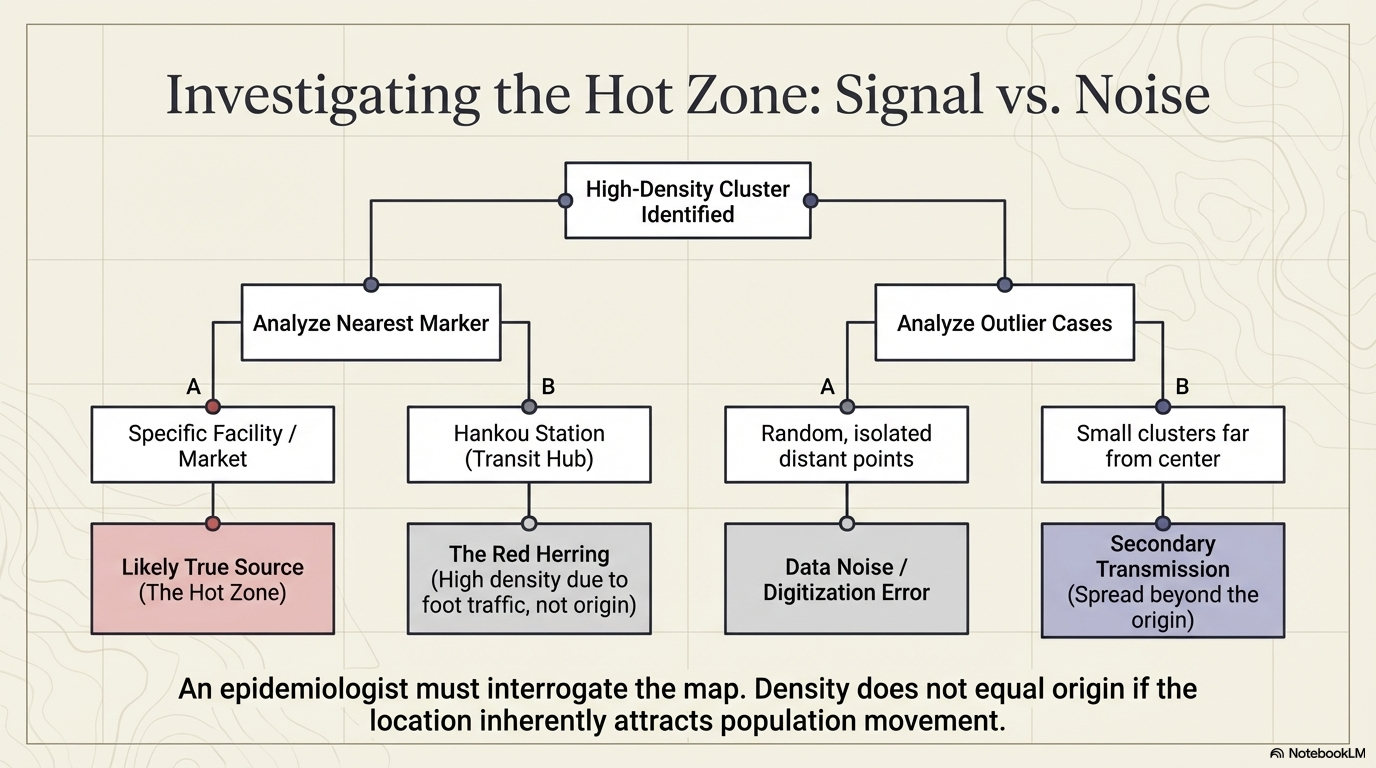 Investigating the Hot Zone: Signal vs. Noise
High-Density Cluster
Identified
Analyze Nearest Marker
Analyze Outlier Cases
A
B
A
B
Specific Facility /
Market
Hankou Station
(Transit Hub)
Random, isolated
distant points
Small clusters far
from center
Likely True Source
(The Hot Zone)
The Red Herring
(High density due to
foot traffic, not origin)
Data Noise /
Digitization Error
Secondary
Transmission
(Spread beyond the
origin)
An epidemiologist must interrogate the map. Density does not equal origin if the
location inherently attracts population movement.
NotebookLM